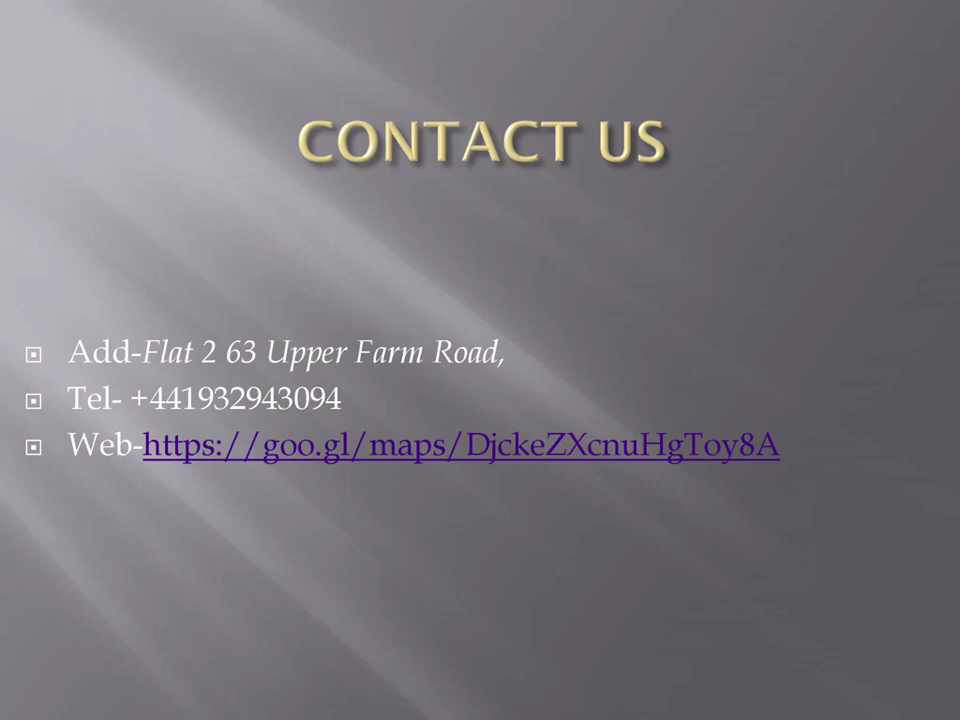 CONTACT US
Add-Flat 2 63 Upper Farm Road,
Tel- +441932943094
Web-https://goo.gl/maps/DjckeZXcnuHgToy8A